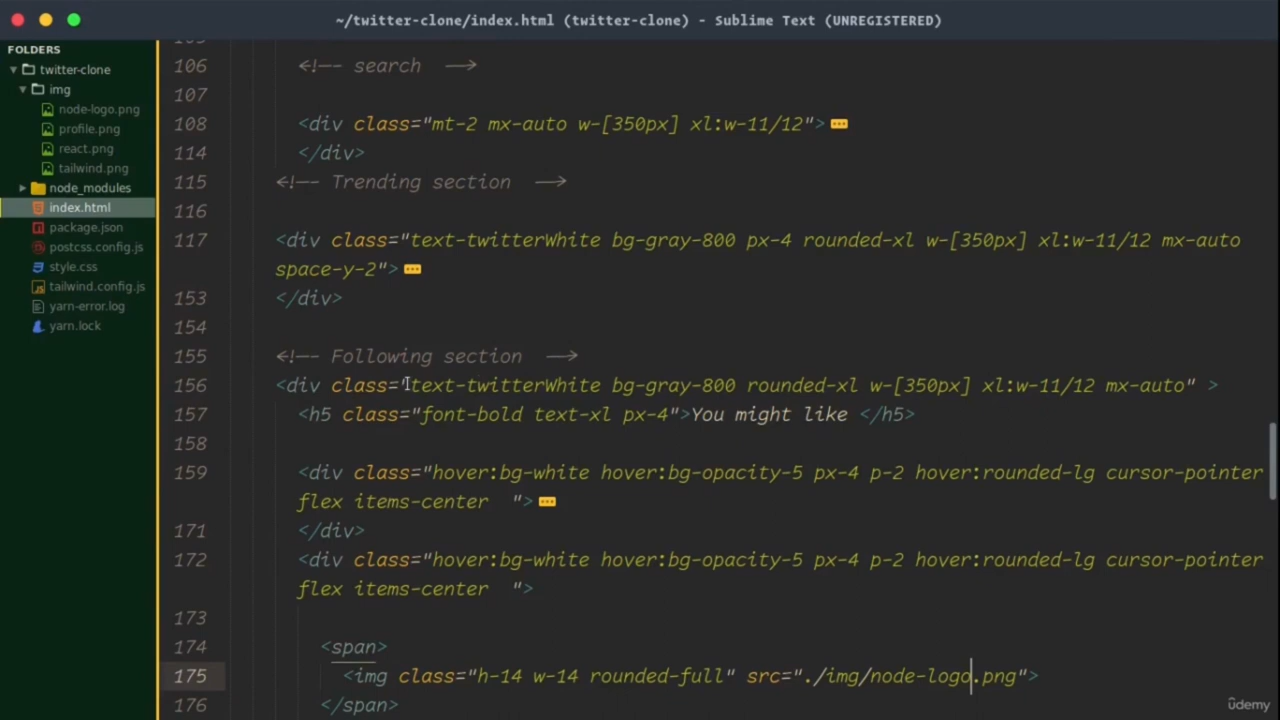 ~/twitter-clone/index.html (twitter-clone) - Sublime Text (UNREGISTERED)
FOLDERS
twitter-clone
img
node-logo.png
profile.png
react.png
tailwind.png
node_modules
index.html
package.json
postcss.config.js
style.css
tailwind.config.js
yarn-error.log
yarn.lock
106 <!-- search -->
107
108 <div class="mt-2 mx-auto w-[350px] xl:w-11/12">
114 </div>
115 <!-- Trending section -->
116
117 <div class="text-twitterWhite bg-gray-800 px-4 rounded-xl w-[350px] xl:w-11/12 mx-auto
space-y-2">
153 </div>
154
155 <!-- Following section -->
156 <div class="text-twitterWhite bg-gray-800 rounded-xl w-[350px] xl:w-11/12 mx-auto" >
157 <h5 class="font-bold text-xl px-4">You might like </h5>
158
159 <div class="hover:bg-white hover:bg-opacity-5 px-4 p-2 hover:rounded-lg cursor-pointer
flex items-center ">
171 </div>
172 <div class="hover:bg-white hover:bg-opacity-5 px-4 p-2 hover:rounded-lg cursor-pointer
flex items-center ">
173
174 <span>
175 <img class="h-14 w-14 rounded-full" src="./img/node-logo.png">
176 </span>
ûdemy